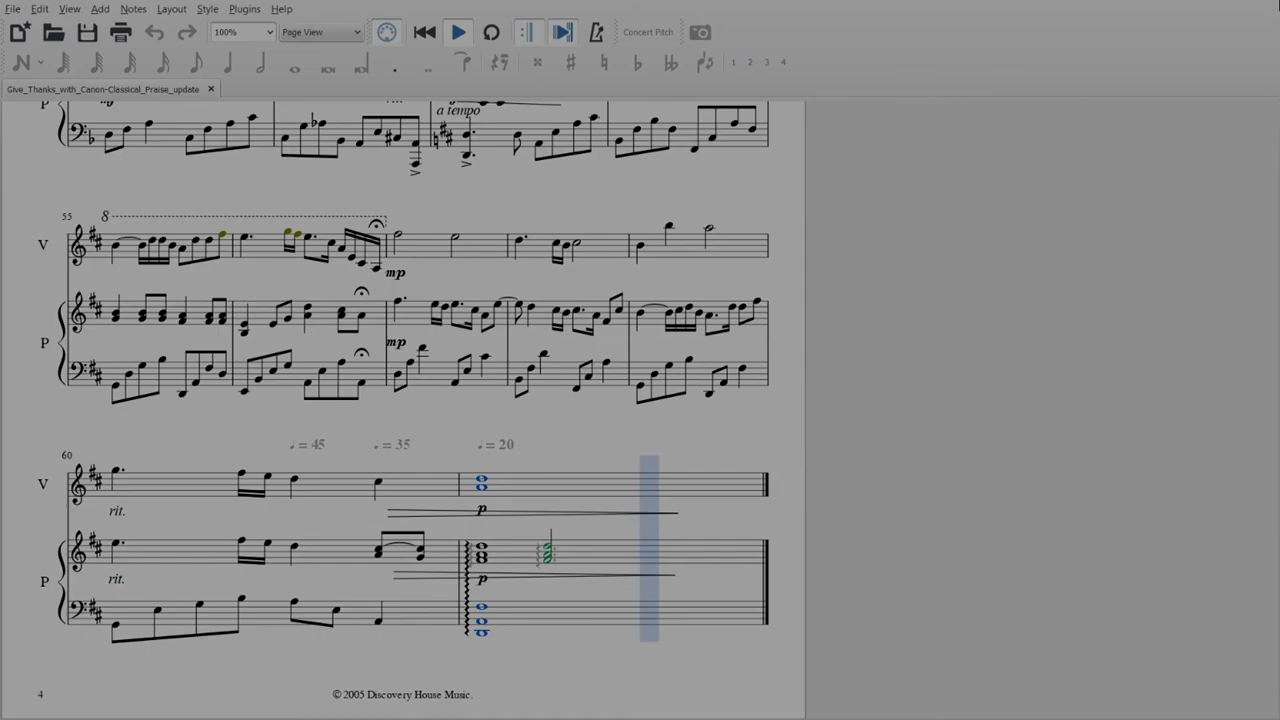 File Edit View Add Notes Layout Style Plugins Help
100% Page View Concert Pitch
1 2 3 4
Give_Thanks_with_Canon-Classical_Praise_update
P
a tempo
55
8
V
mp
P
mp
60
= 45 = 35 = 20
V
rit. p
P
rit. p
4 © 2005 Discovery House Music.